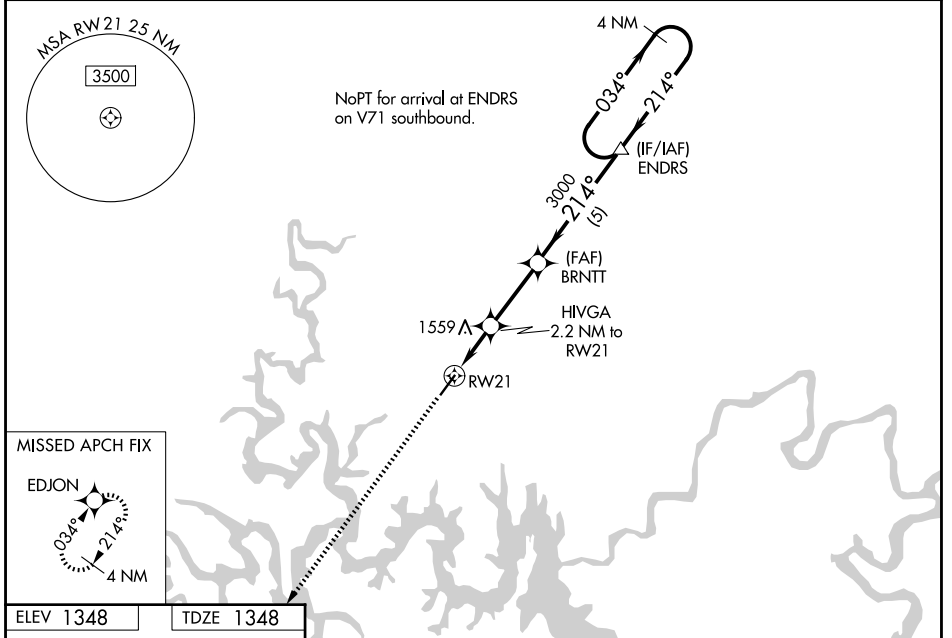 MSA RW 21 25 NM
3500
NoPT for arrival at ENDRS
on V71 southbound.
4 NM
034°
214°
(IF/IAF)
ENDRS
3000
214°
(5)
(FAF)
BRNTT
HIVGA
2.2 NM to
RW21
1559
RW21
MISSED APCH FIX
EDJON
034°
214°
4 NM
ELEV 1348
TDZE 1348